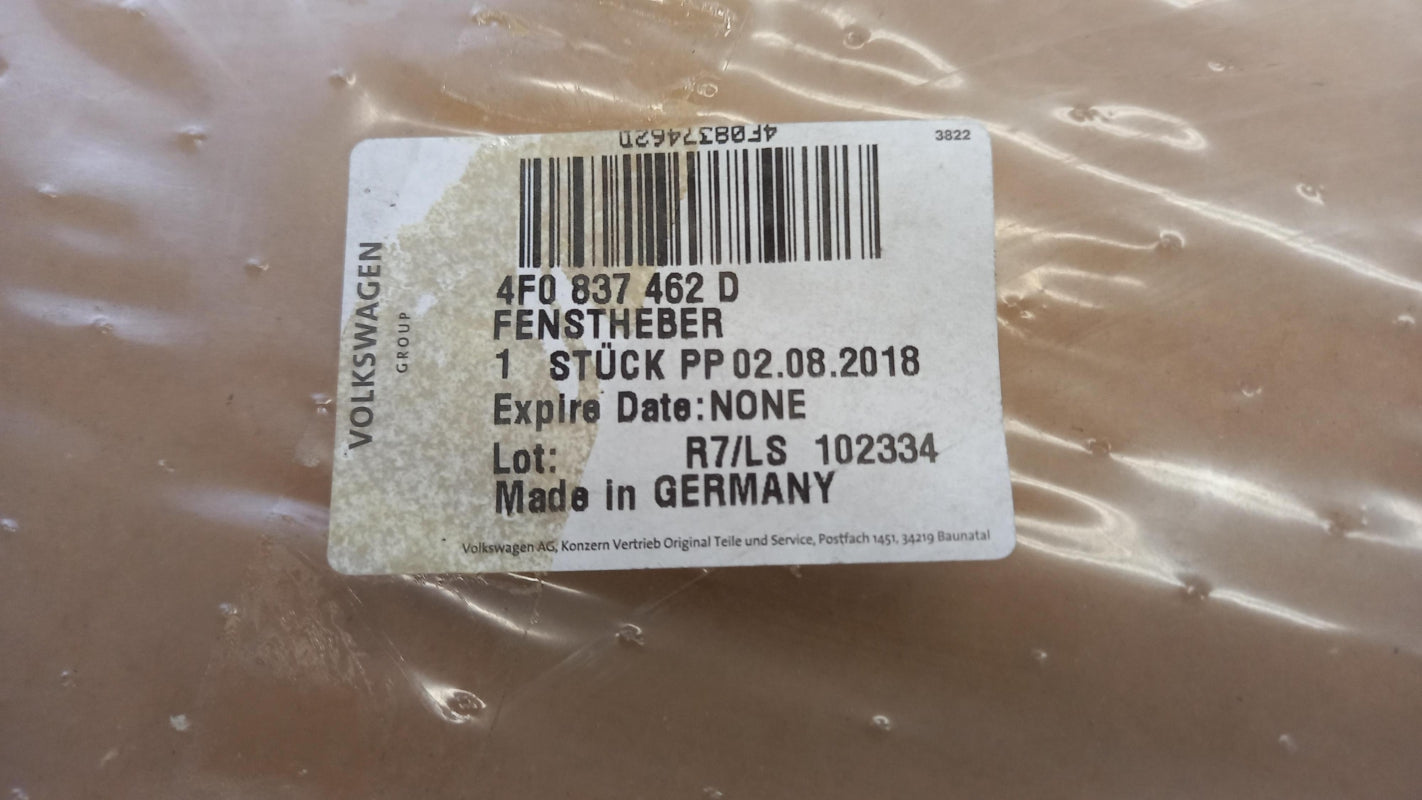 4F0837462D
3822
VOLKSWAGEN
GROUP
4F0 837 462 D
FENSTHEBER
1 STÜCK PP 02.08.2018
Expire Date:NONE
Lot: R7/LS 102334
Made in GERMANY
Volkswagen AG, Konzern Vertrieb Original Teile und Service, Postfach 1451, 34219 Baunatal